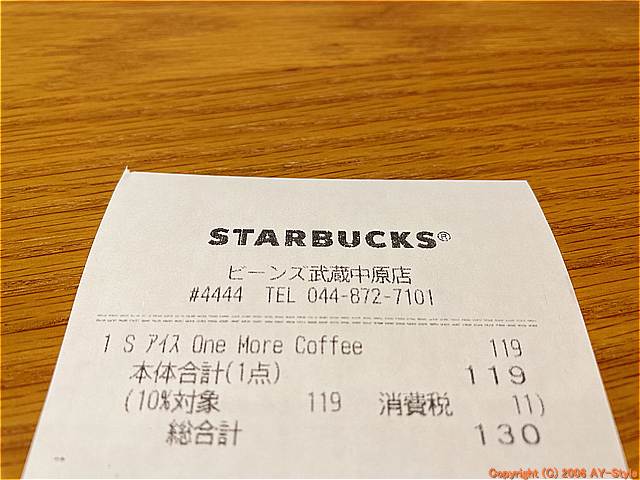 STARBUCKS®
ビーンズ武蔵中原店
#4444 TEL 044-872-7101
1 S アイス One More Coffee 119
本体合計(1点) 119
(10%対象 119 消費税 11)
総合計 130
Copyright (C) 2006 AY-Style